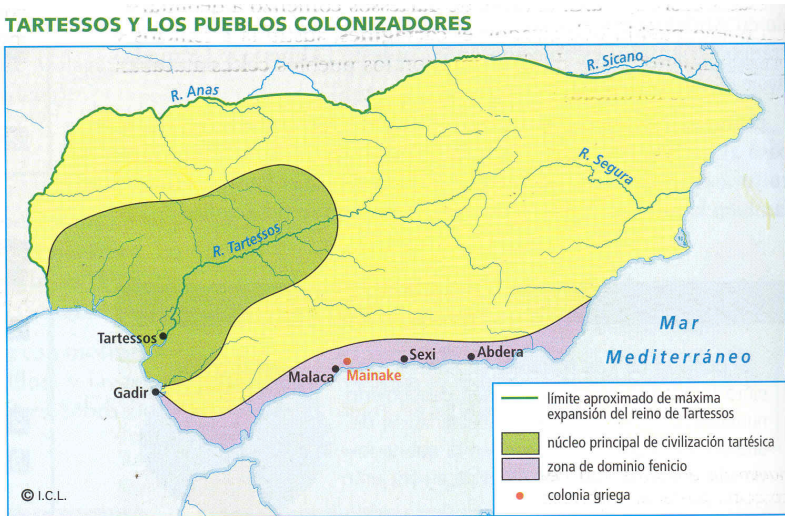 TARTESSOS Y LOS PUEBLOS COLONIZADORES
R. Sicano
R. Anas
R. Segura
R. Tartessos
Tartessos
Mar
Mediterráneo
Sexi
Abdera
Malaca
Mainake
Gadir
límite aproximado de máxima
expansión del reino de Tartessos
núcleo principal de civilización tartésica
zona de dominio fenicio
colonia griega
© I.C.L.